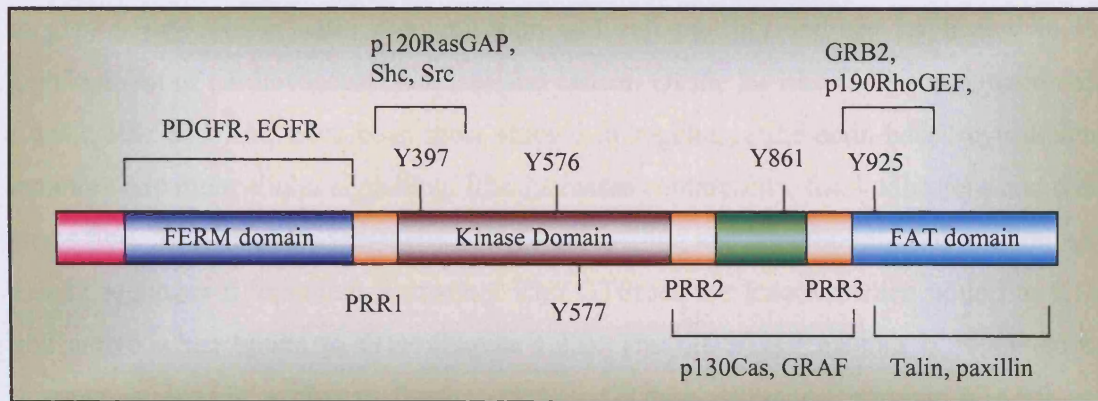 p120RasGAP,
Shc, Src
GRB2,
p190RhoGEF,
PDGFR, EGFR
Y397
Y576
Y861
Y925
FERM domain
Kinase Domain
FAT domain
PRR1
Y577
PRR2
PRR3
p130Cas, GRAF
Talin, paxillin